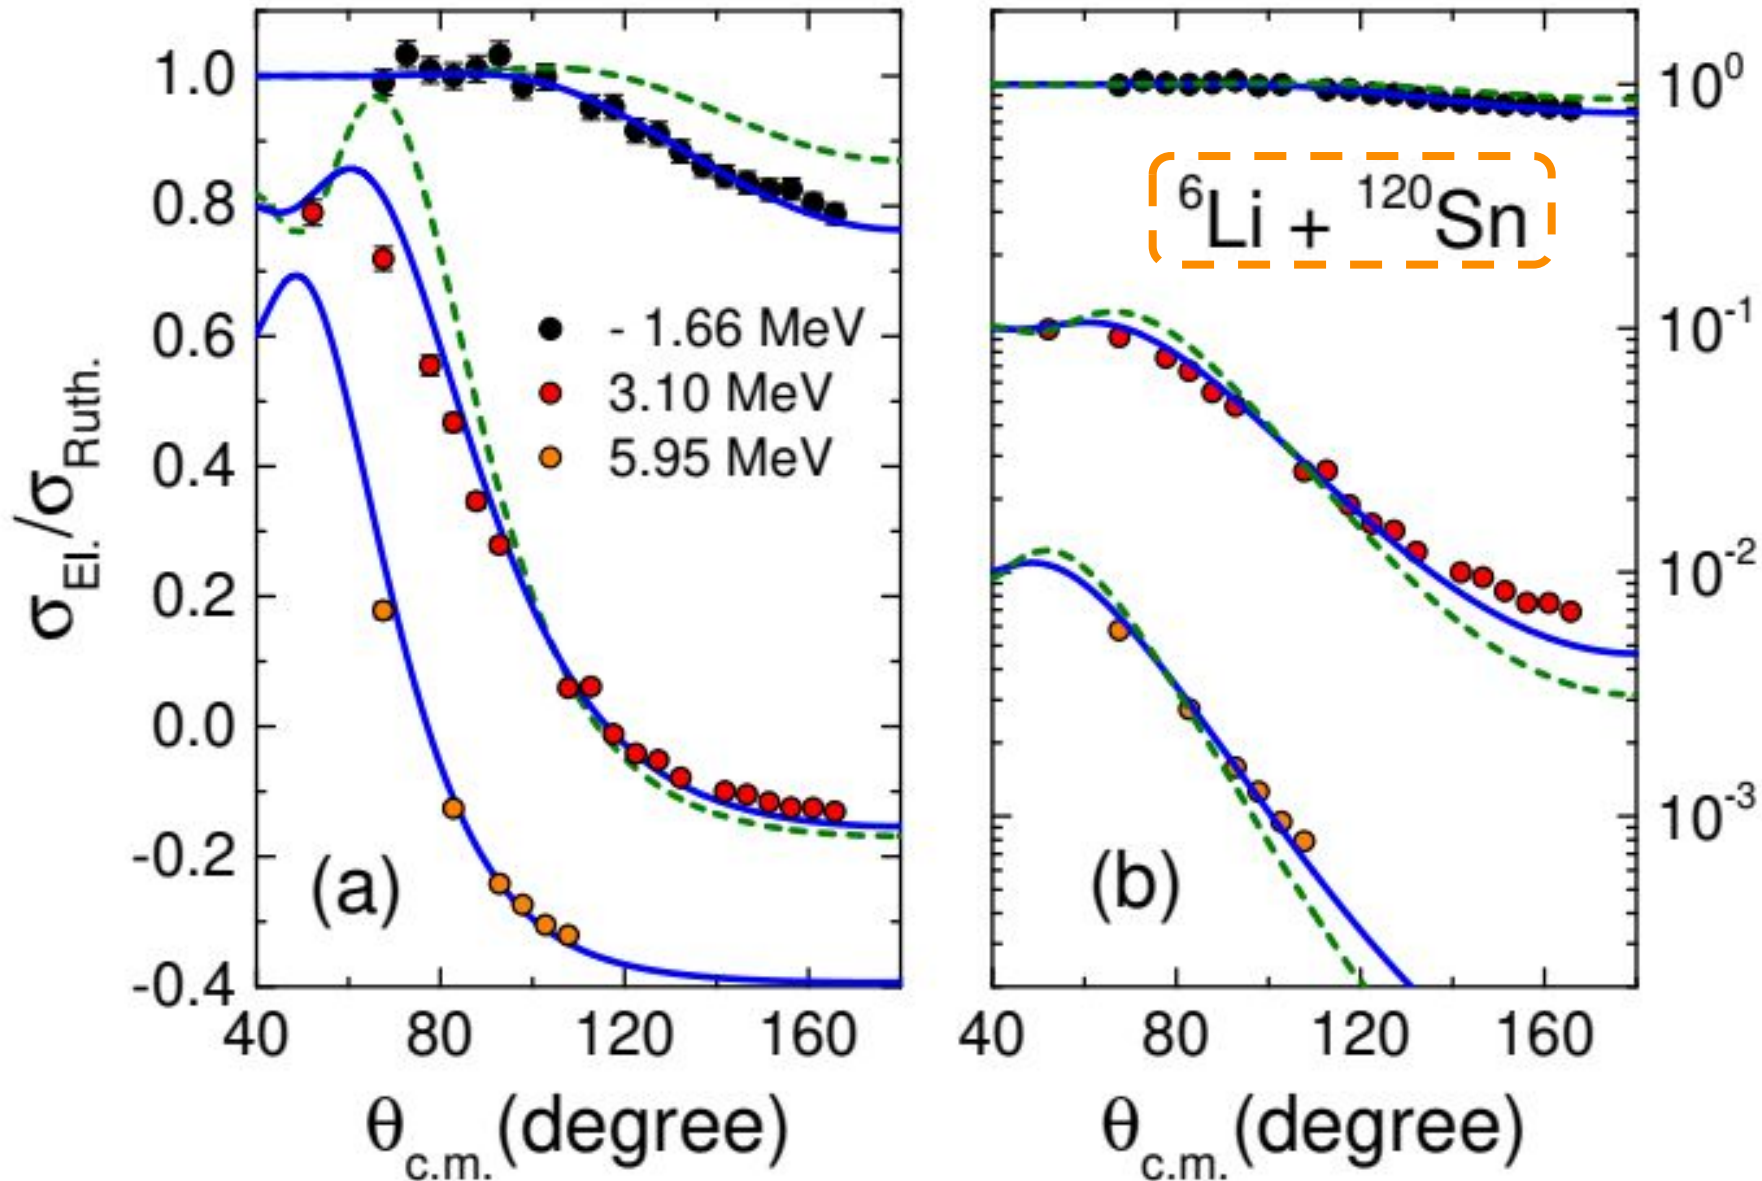 σEl./σRuth.
1.0
0.8
0.6
0.4
0.2
0.0
-0.2
-0.4
- 1.66 MeV
3.10 MeV
5.95 MeV
(a)
40 80 120 160
θc.m. (degree)
⁶Li + ¹²⁰Sn
10⁰
10⁻¹
10⁻²
10⁻³
(b)
40 80 120 160
θc.m. (degree)